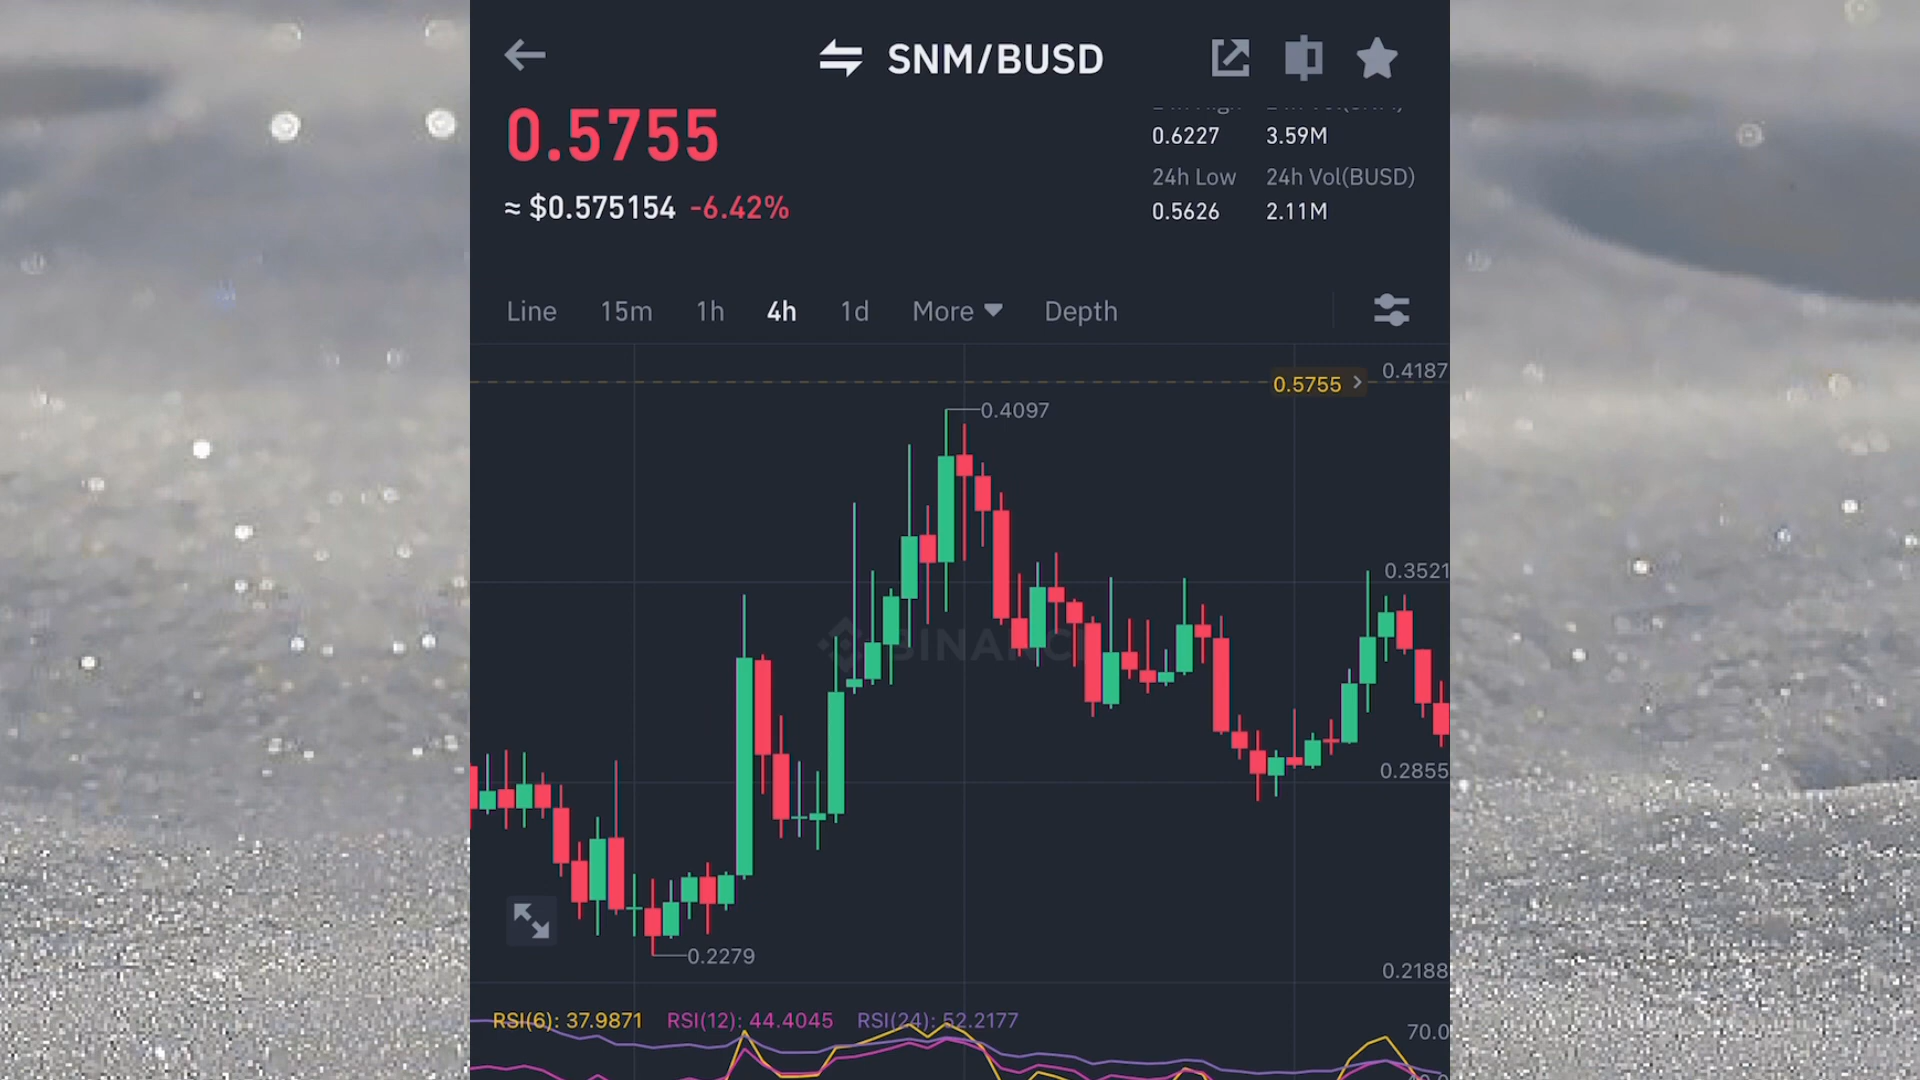 SNM/BUSD
0.5755
≈ $0.575154 -6.42%
0.6227 3.59M
24h Low 24h Vol(BUSD)
0.5626 2.11M
Line 15m 1h 4h 1d More Depth
0.4187
0.5755
0.4097
0.3521
BINANCE
0.2855
0.2279
0.2188
RSI(6): 37.9871 RSI(12): 44.4045 RSI(24): 52.2177
70.0